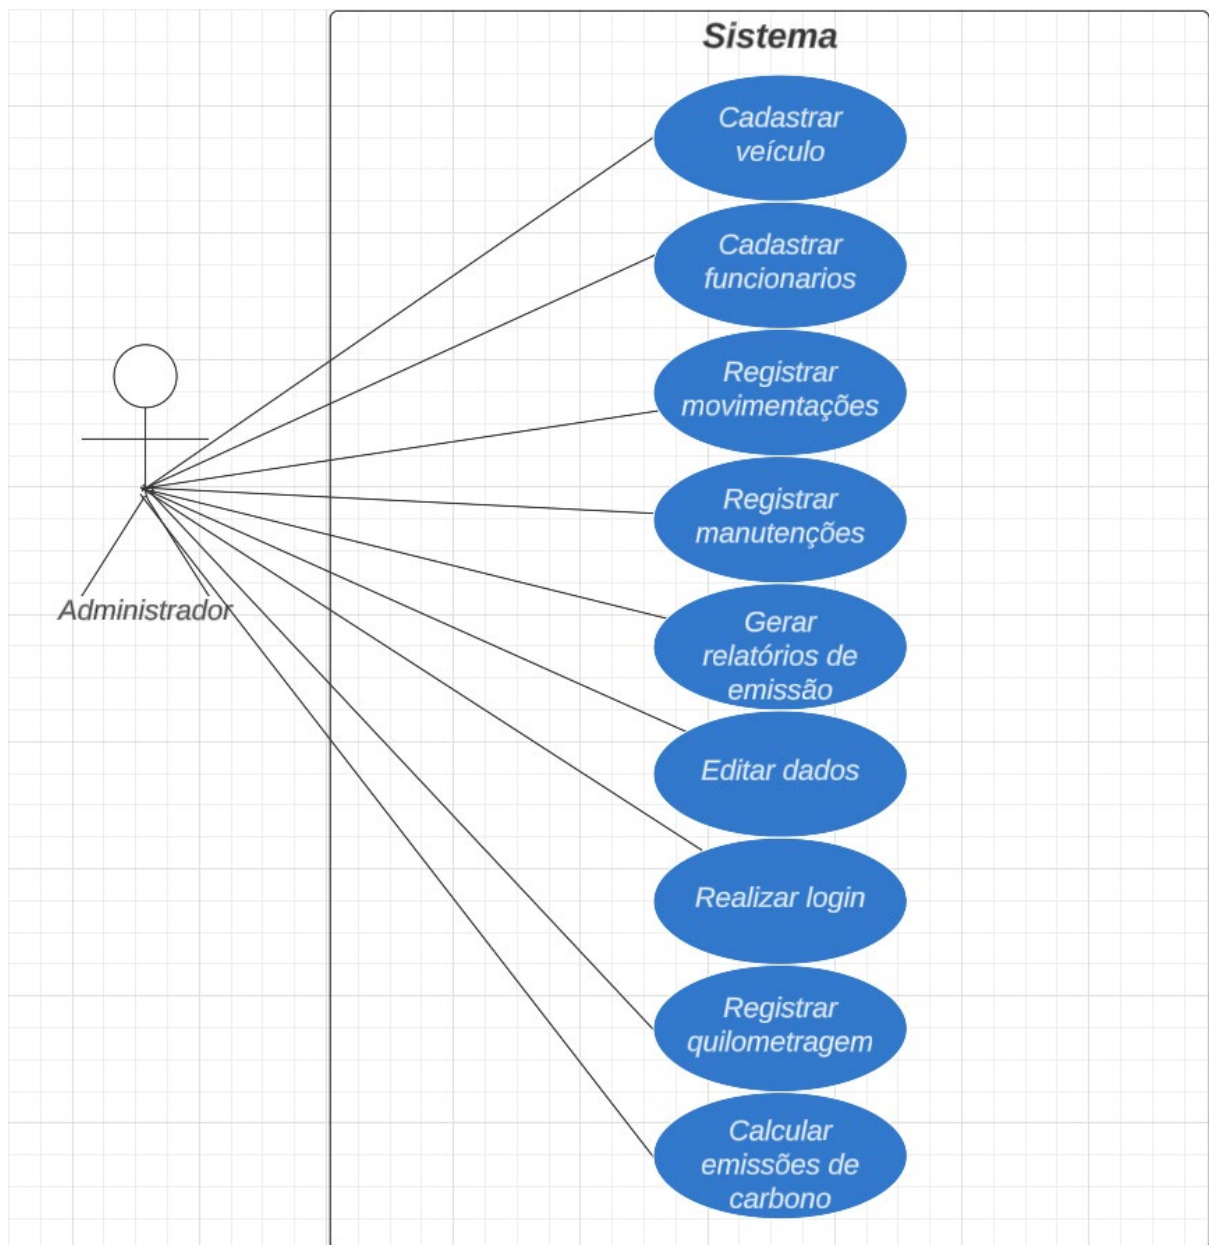 Sistema
Cadastrar
veículo
Cadastrar
funcionarios
Registrar
movimentações
Registrar
manutenções
Administrador
Gerar
relatórios de
emissão
Editar dados
Realizar login
Registrar
quilometragem
Calcular
emissões de
carbono